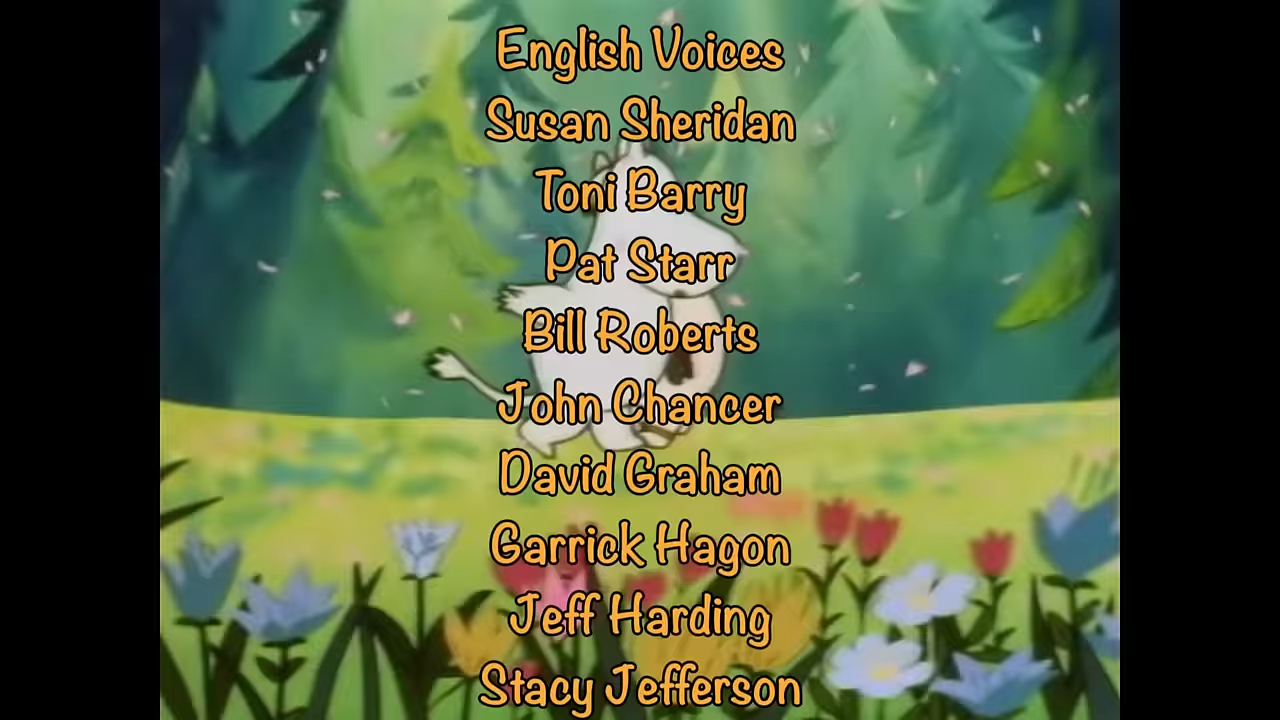 English Voices
Susan Sheridan
Toni Barry
Pat Starr
Bill Roberts
John Chancer
David Graham
Garrick Hagon
Jeff Harding
Stacy Jefferson